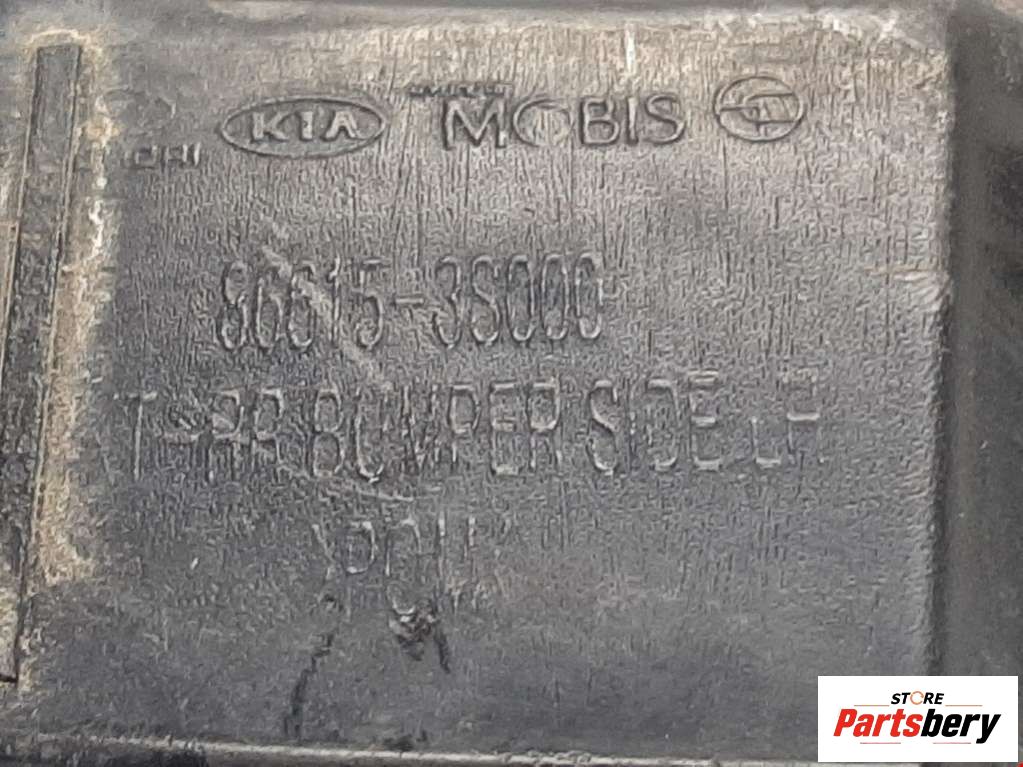 KIA MOBIS
86615-3S000
RR BUMPER SIDE LH
STORE
Partsbery